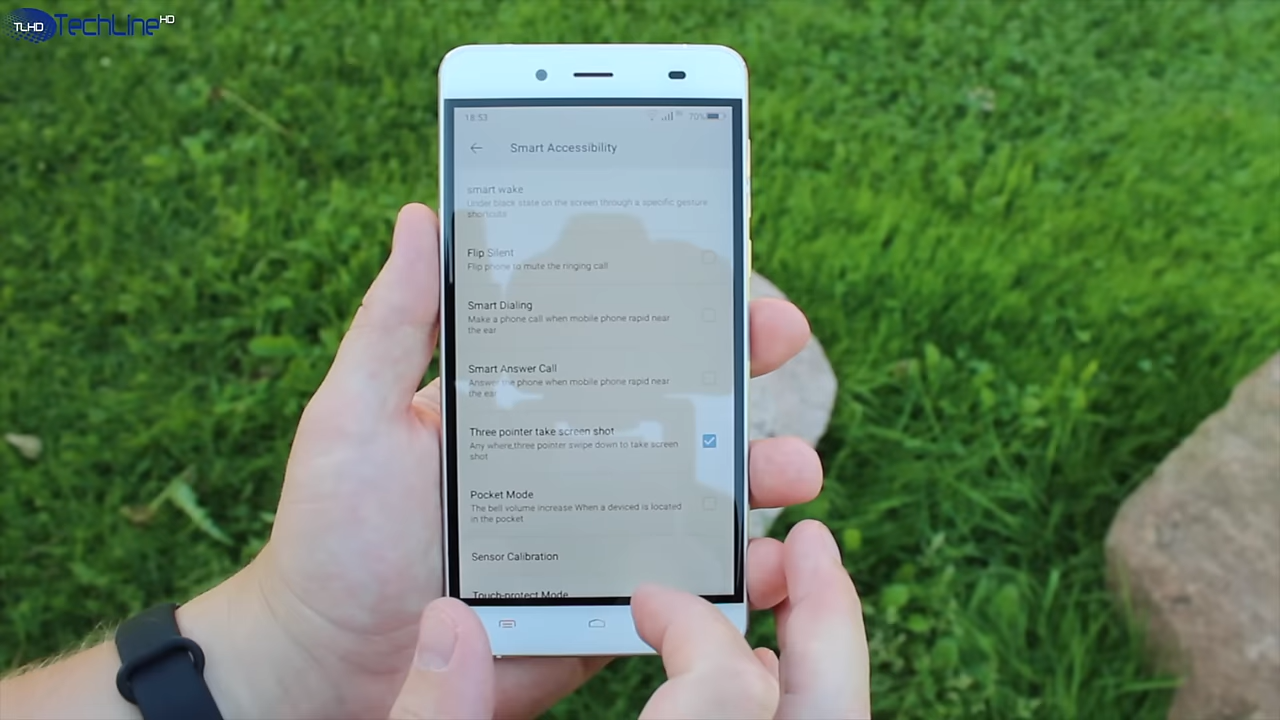 TLHD TechLine HD
18:53
70%
Smart Accessibility
smart wake
Under black state on the screen through a specific gesture
shortcuts
Flip Silent
Flip phone to mute the ringing call
Smart Dialing
Make a phone call when mobile phone rapid near
the ear
Smart Answer Call
Answer the phone when mobile phone rapid near
the ear
Three pointer take screen shot
Any where,three pointer swipe down to take screen
shot
Pocket Mode
The bell volume increase When a deviced is located
in the pocket
Sensor Calibration
Touch-protect Mode